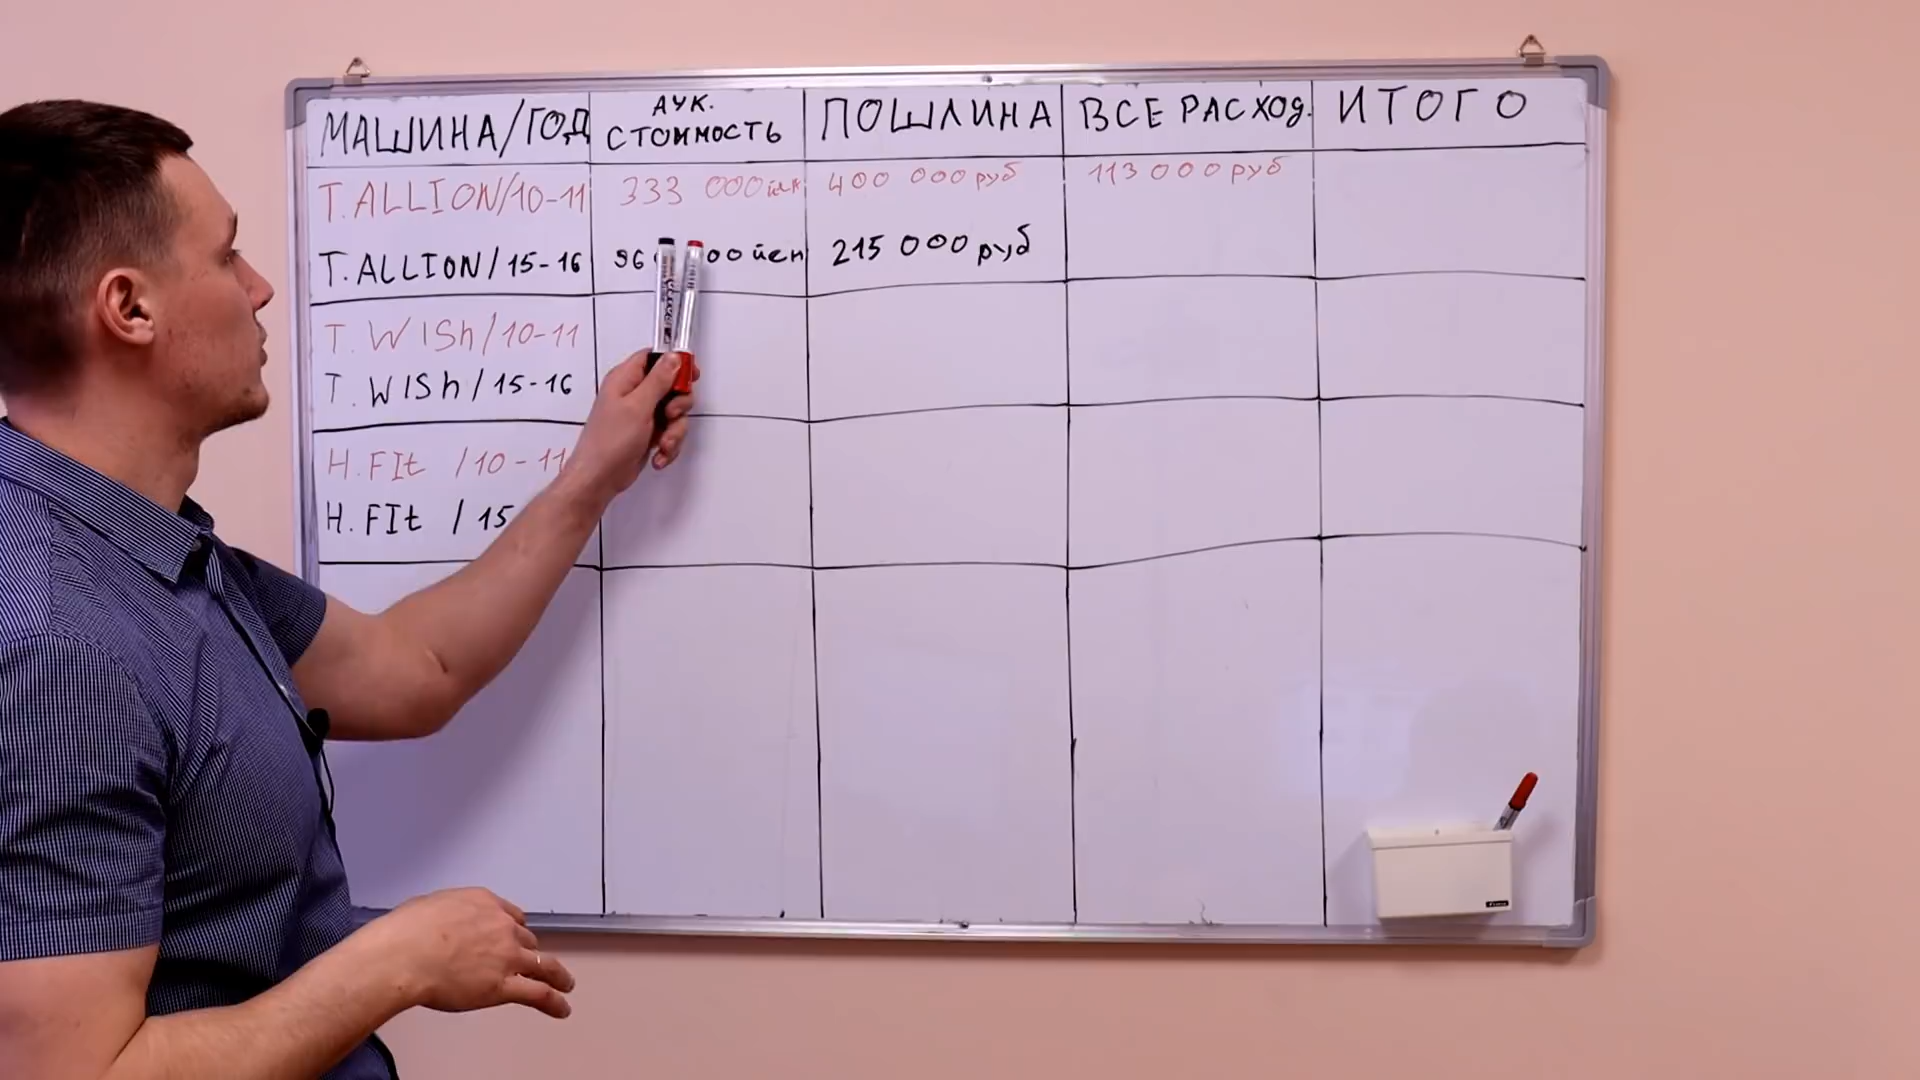 МАШИНА/ГОД
АУК. СТОИМОСТЬ
ПОШЛИНА
ВСЕ РАСХОД.
ИТОГО
T. ALLION/10-11
333 000 йен
400 000 руб
113 000 руб
T. ALLION/15-16
йен
215 000 руб
T. WISh/10-11
T. WISh/15-16
H. FIt /10-11
H. FIt /15